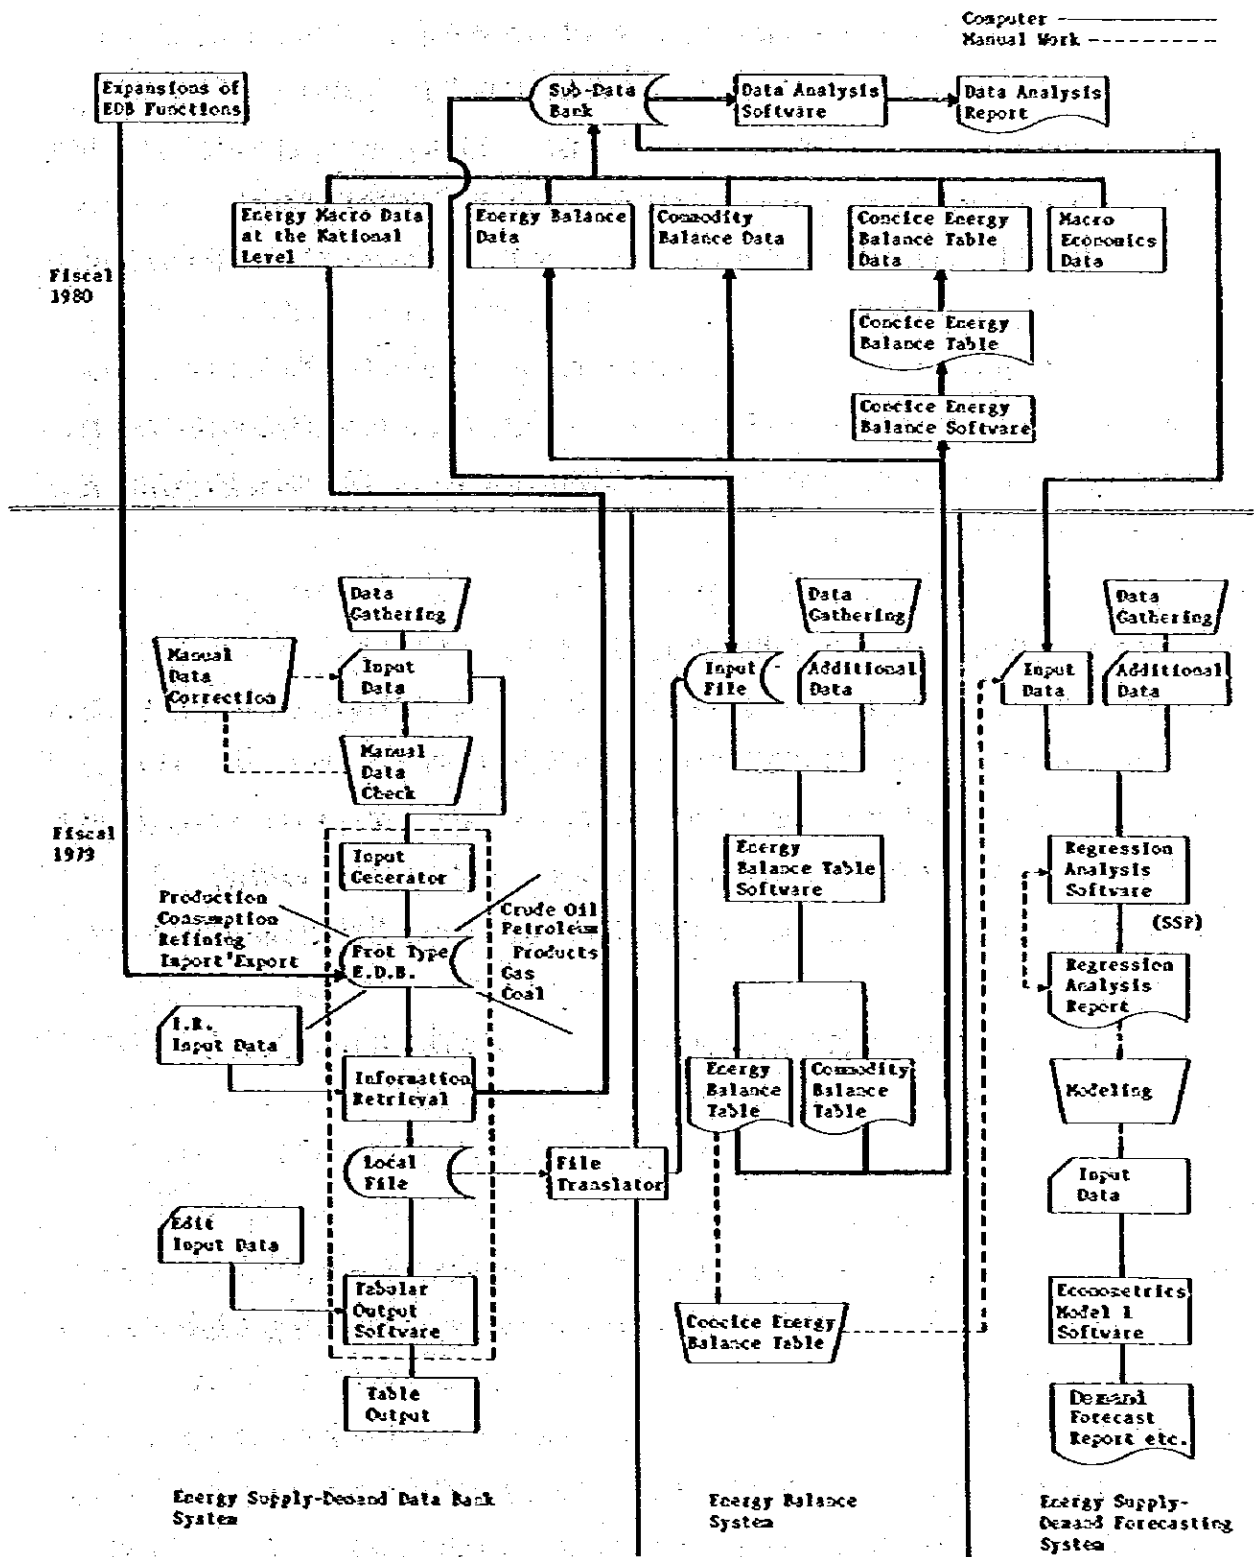 Computer
Manual Work
Expansions of
EDB Functions
Sub-Data
Bank
Data Analysis
Software
Data Analysis
Report
Energy Macro Data
at the National
Level
Energy Balance
Data
Commodity
Balance Data
Concice Energy
Balance Table
Data
Macro
Economics
Data
Fiscal
1980
Concice Energy
Balance Table
Concice Energy
Balance Software
Data
Gathering
Manual
Data
Correction
Input
Data
Manual
Data
Check
Fiscal
1979
Input
Generator
Production
Consumption
Refining
Import Export
Prot Type
E.D.B.
Crude Oil
Petroleum
Products
Gas
Coal
I.R.
Input Data
Information
Retrieval
Local
File
File
Translator
Edit
Input Data
Tabular
Output
Software
Table
Output
Energy Supply-Demand Data Bank
System
Data
Gathering
Input
File
Additional
Data
Energy
Balance Table
Software
Energy
Balance
Table
Commodity
Balance
Table
Concice Energy
Balance Table
Energy Balance
System
Data
Gathering
Input
Data
Additional
Data
Regression
Analysis
Software
(SSP)
Regression
Analysis
Report
Modeling
Input
Data
Econometrics
Model 1
Software
Demand
Forecast
Report etc.
Energy Supply-
Demand Forecasting
System